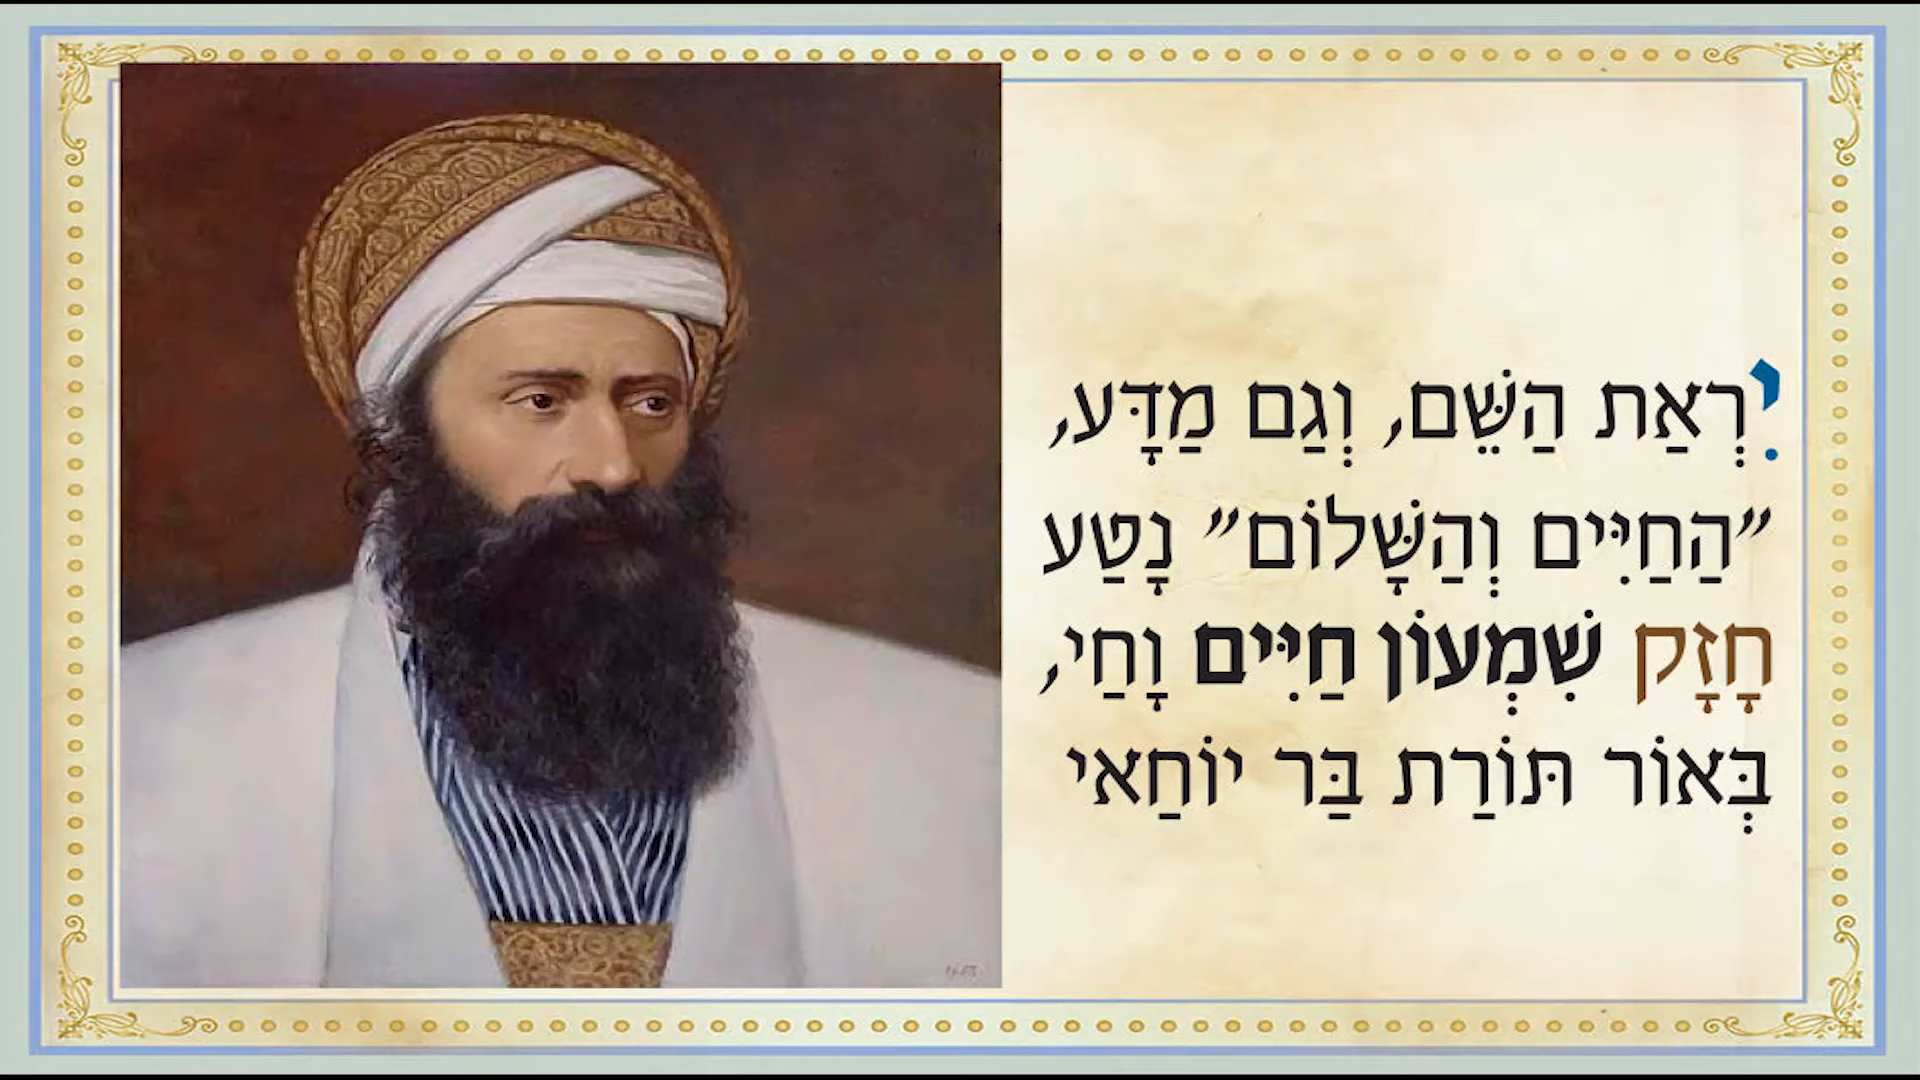 יִרְאַת הַשֵּׁם, וְגַם מַדָּע,
"הַחַיִּים וְהַשָּׁלוֹם" נָטַע
חָזָק שִׁמְעוֹן חַיִּים וָחַי,
בְּאוֹר תּוֹרַת בַּר יוֹחַאי